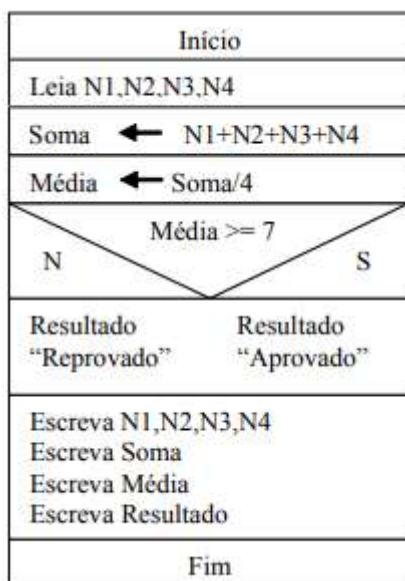 Início
Leia N1,N2,N3,N4
Soma N1+N2+N3+N4
Média Soma/4
Média >= 7
N S
Resultado Resultado
“Reprovado” “Aprovado”
Escreva N1,N2,N3,N4
Escreva Soma
Escreva Média
Escreva Resultado
Fim